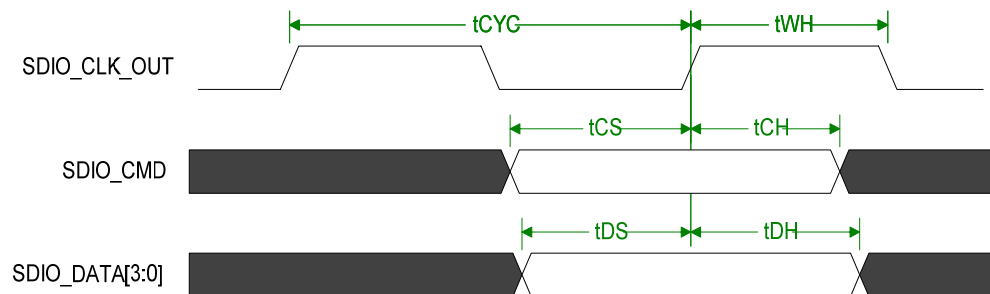 tCYC tWH
SDIO_CLK_OUT
tCS tCH
SDIO_CMD
tDS tDH
SDIO_DATA[3:0]